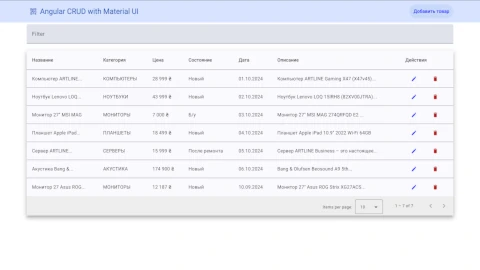 Angular CRUD with Material UI
Добавить товар
Filter
Название Категория Цена Состояние Дата Описание Действия
Компьютер ARTLINE... КОМПЬЮТЕРЫ 28 999 ₴ Новый 01.10.2024 Компьютер ARTLINE Gaming X47 (X47v45)...
Ноутбук Lenovo LOQ... НОУТБУКИ 43 999 ₴ Новый 02.10.2024 Ноутбук Lenovo LOQ 15IRH8 (82XV00JTRA)...
Монитор 27" MSI MAG МОНИТОРЫ 7 000 ₴ Б/у 03.10.2024 Монитор 27" MSI MAG 274QRFQD E2 ...
Планшет Apple iPad... ПЛАНШЕТЫ 18 499 ₴ Новый 04.10.2024 Планшет Apple iPad 10.9" 2022 Wi-Fi 64GB
Сервер ARTLINE... СЕРВЕРЫ 15 999 ₴ После ремонта 05.10.2024 Сервер ARTLINE Business – это настоящая...
Акустика Bang &... АКУСТИКА 174 900 ₴ Новый 06.10.2024 Bang & Olufsen Beosound A9 5th...
Монитор 27 Asus ROG... МОНИТОРЫ 12 187 ₴ Новый 10.09.2024 Монитор 27" Asus ROG Strix XG27ACS...
Items per page: 10 1 – 7 of 7